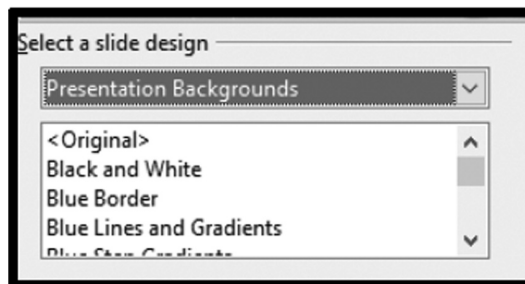 Select a slide design
Presentation Backgrounds
<Original>
Black and White
Blue Border
Blue Lines and Gradients